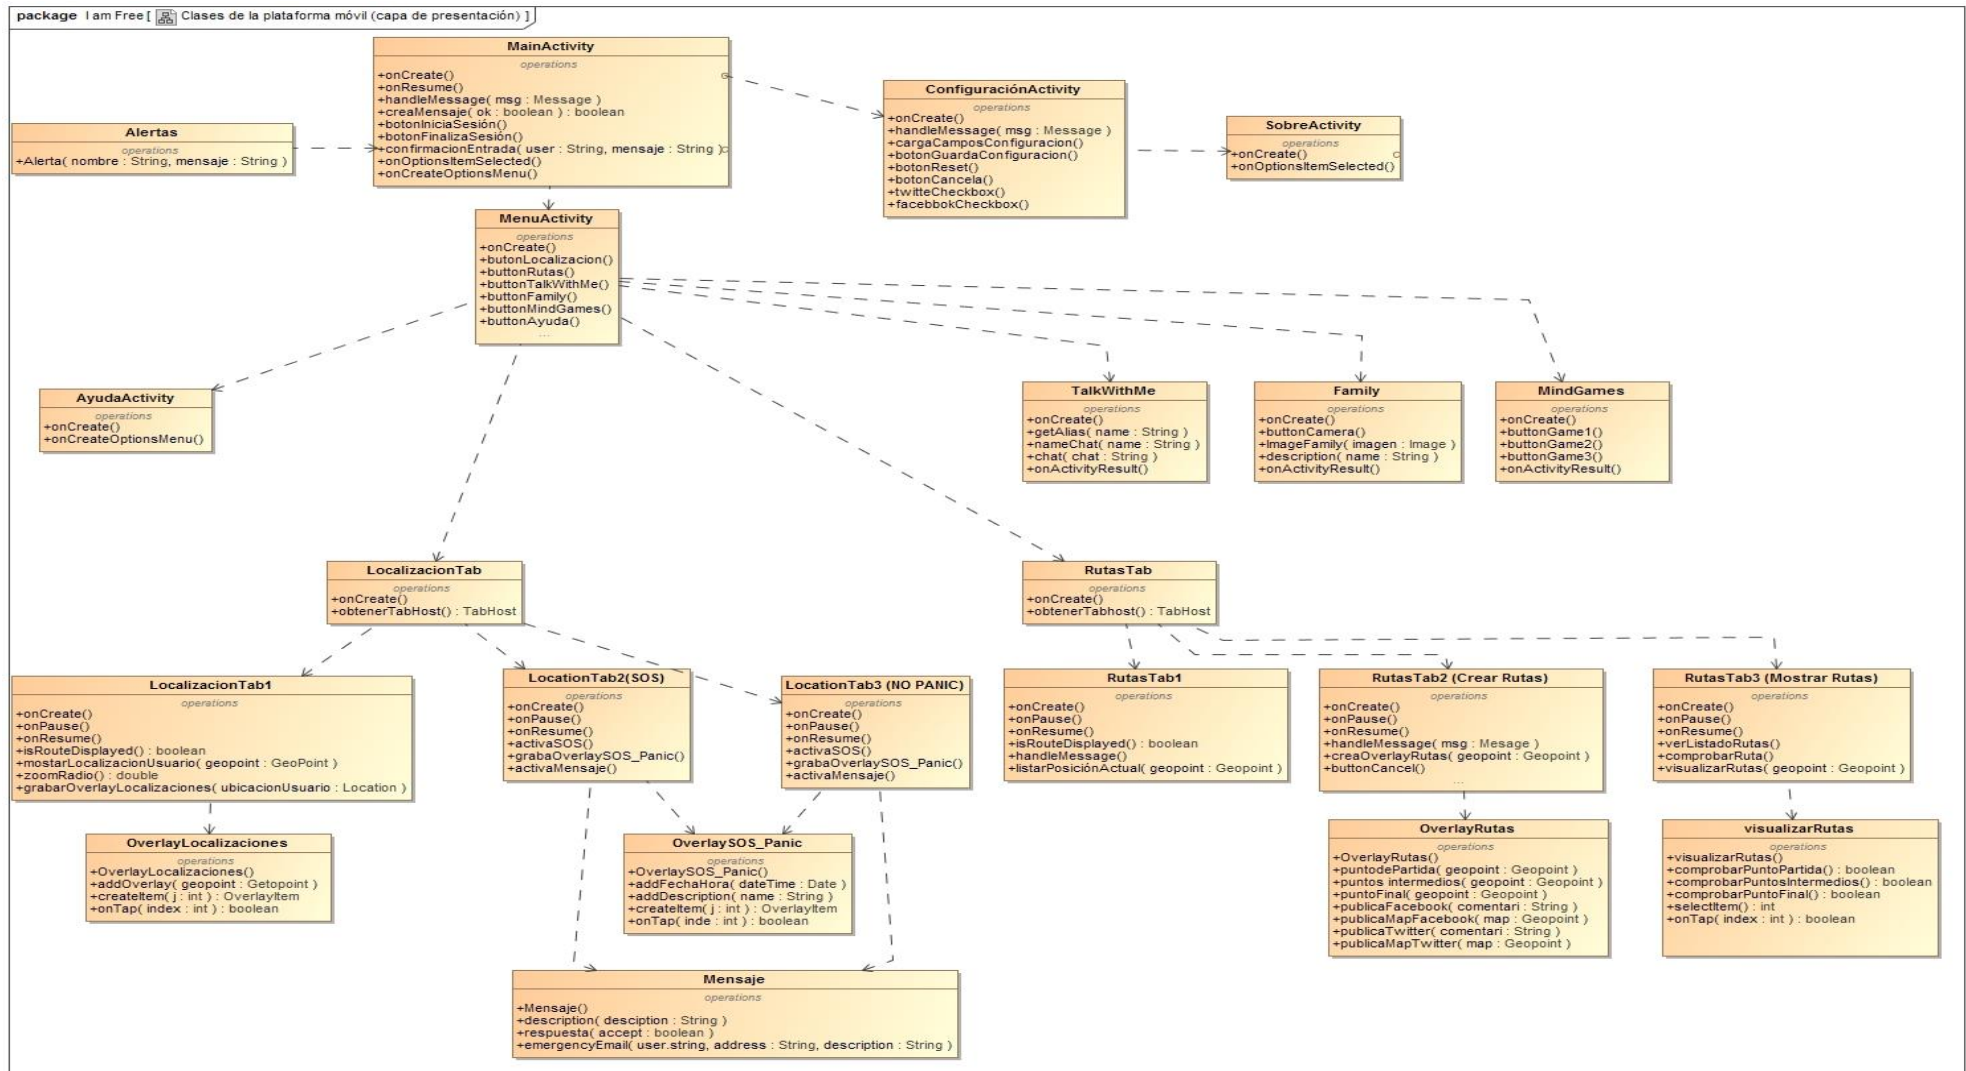 package I am Free [ Clases de la plataforma móvil (capa de presentación) ]
MainActivity
operations
+onCreate()
+onResume()
+handleMessage( msg : Message )
+creaMensaje( ok : boolean ) : boolean
+botonIniciaSesión()
+botonFinalizaSesión()
+confirmacionEntrada( user : String, mensaje : String )
+onOptionsItemSelected()
+onCreateOptionsMenu()
ConfiguraciónActivity
operations
+onCreate()
+handleMessage( msg : Message )
+cargaCamposConfiguracion()
+botonGuardaConfiguracion()
+botonReset()
+botonCancela()
+twitteCheckbox()
+facebbokCheckbox()
SobreActivity
operations
+onCreate()
+onOptionsItemSelected()
Alertas
operations
+Alerta( nombre : String, mensaje : String )
MenuActivity
operations
+onCreate()
+butonLocalizacion()
+buttonRutas()
+buttonTalkWithMe()
+buttonFamily()
+buttonMindGames()
+buttonAyuda()
...
AyudaActivity
operations
+onCreate()
+onCreateOptionsMenu()
TalkWithMe
operations
+onCreate()
+getAlias( name : String )
+nameChat( name : String )
+chat( chat : String )
+onActivityResult()
Family
operations
+onCreate()
+buttonCamera()
+ImageFamily( imagen : Image )
+description( name : String )
+onActivityResult()
MindGames
operations
+onCreate()
+buttonGame1()
+buttonGame2()
+buttonGame3()
+onActivityResult()
LocalizacionTab
operations
+onCreate()
+obtenerTabHost() : TabHost
RutasTab
operations
+onCreate()
+obtenerTabhost() : TabHost
LocalizacionTab1
operations
+onCreate()
+onPause()
+onResume()
+isRouteDisplayed() : boolean
+mostarLocalizacionUsuario( geopoint : GeoPoint )
+zoomRadio() : double
+grabarOverlayLocalizaciones( ubicacionUsuario : Location )
LocationTab2(SOS)
operations
+onCreate()
+onPause()
+onResume()
+activaSOS()
+grabaOverlaySOS_Panic()
+activaMensaje()
LocationTab3 (NO PANIC)
operations
+onCreate()
+onPause()
+onResume()
+activaSOS()
+grabaOverlaySOS_Panic()
+activaMensaje()
RutasTab1
operations
+onCreate()
+onPause()
+onResume()
+isRouteDisplayed() : boolean
+handleMessage()
+listarPosiciónActual( geopoint : Geopoint )
RutasTab2 (Crear Rutas)
operations
+onCreate()
+onPause()
+onResume()
+handleMessage( msg : Mesage )
+creaOverlayRutas( geopoint : Geopoint )
+buttonCancel()
...
RutasTab3 (Mostrar Rutas)
operations
+onCreate()
+onPause()
+onResume()
+verListadoRutas()
+comprobarRuta()
+visualizarRutas( geopoint : Geopoint )
OverlayLocalizaciones
operations
+OverlayLocalizaciones()
+addOverlay( geopoint : Getopoint )
+createItem( j : int ) : OverlayItem
+onTap( index : int ) : boolean
OverlaySOS_Panic
operations
+OverlaySOS_Panic()
+addFechaHora( dateTime : Date )
+addDescription( name : String )
+createItem( j : int ) : OverlayItem
+onTap( inde : int ) : boolean
OverlayRutas
operations
+OverlayRutas()
+puntodePartida( geopoint : Geopoint )
+puntos intermedios( geopoint : Geopoint )
+puntoFinal( geopoint : Geopoint )
+publicaFacebook( comentari : String )
+publicaMapFacebook( map : Geopoint )
+publicaTwitter( comentari : String )
+publicaMapTwitter( map : Geopoint )
visualizarRutas
operations
+visualizarRutas()
+comprobarPuntoPartida() : boolean
+comprobarPuntosIntermedios() : boolean
+comprobarPuntoFinal() : boolean
+selectItem() : int
+onTap( index : int ) : boolean
Mensaje
operations
+Mensaje()
+description( desciption : String )
+respuesta( accept : boolean )
+emergencyEmail( user.string, address : String, description : String )